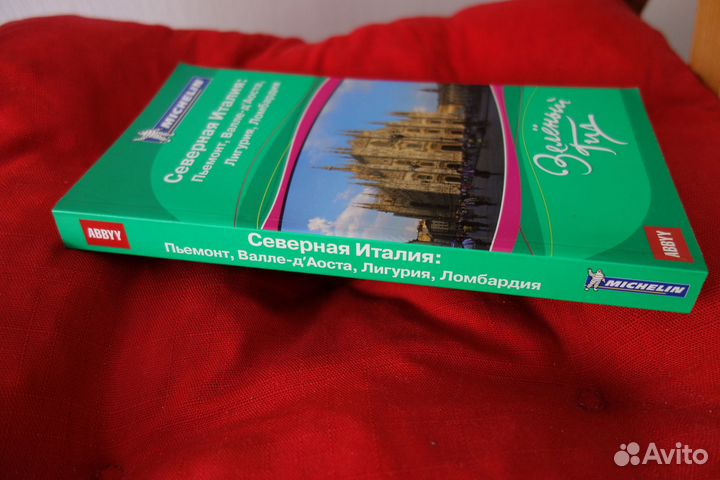 MICHELIN
Северная Италия:
Пьемонт, Валле-д'Аоста,
Лигурия, Ломбардия
Зелёный
Гид
ABBYY
ABBYY
Северная Италия:
Пьемонт, Валле-д'Аоста, Лигурия, Ломбардия
MICHELIN
Avito